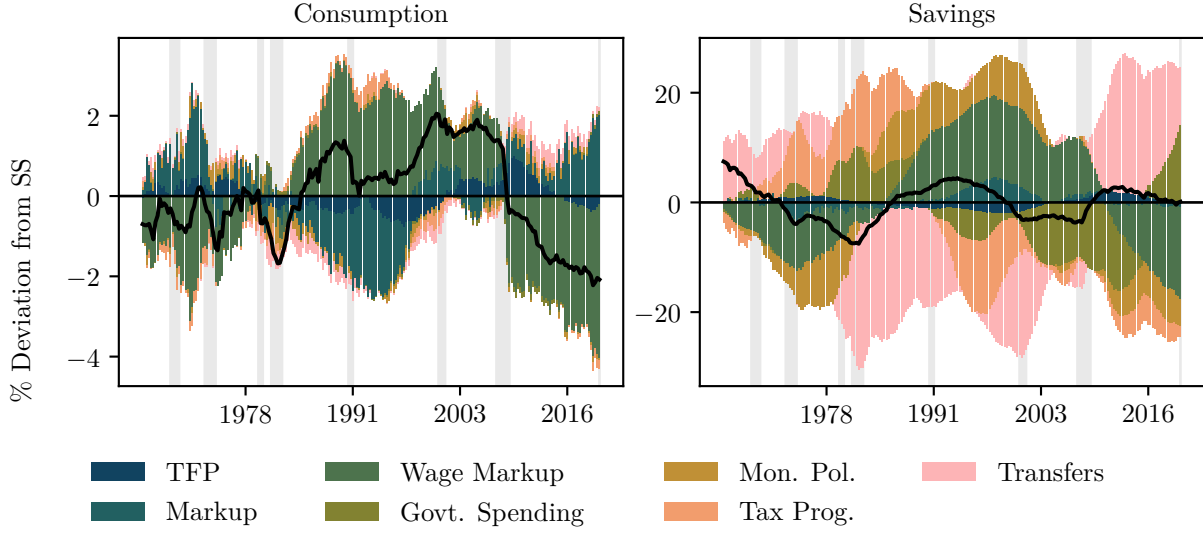 Consumption
Savings
% Deviation from SS
2
0
−2
−4
1978
1991
2003
2016
20
0
−20
1978
1991
2003
2016
TFP
Wage Markup
Mon. Pol.
Transfers
Markup
Govt. Spending
Tax Prog.